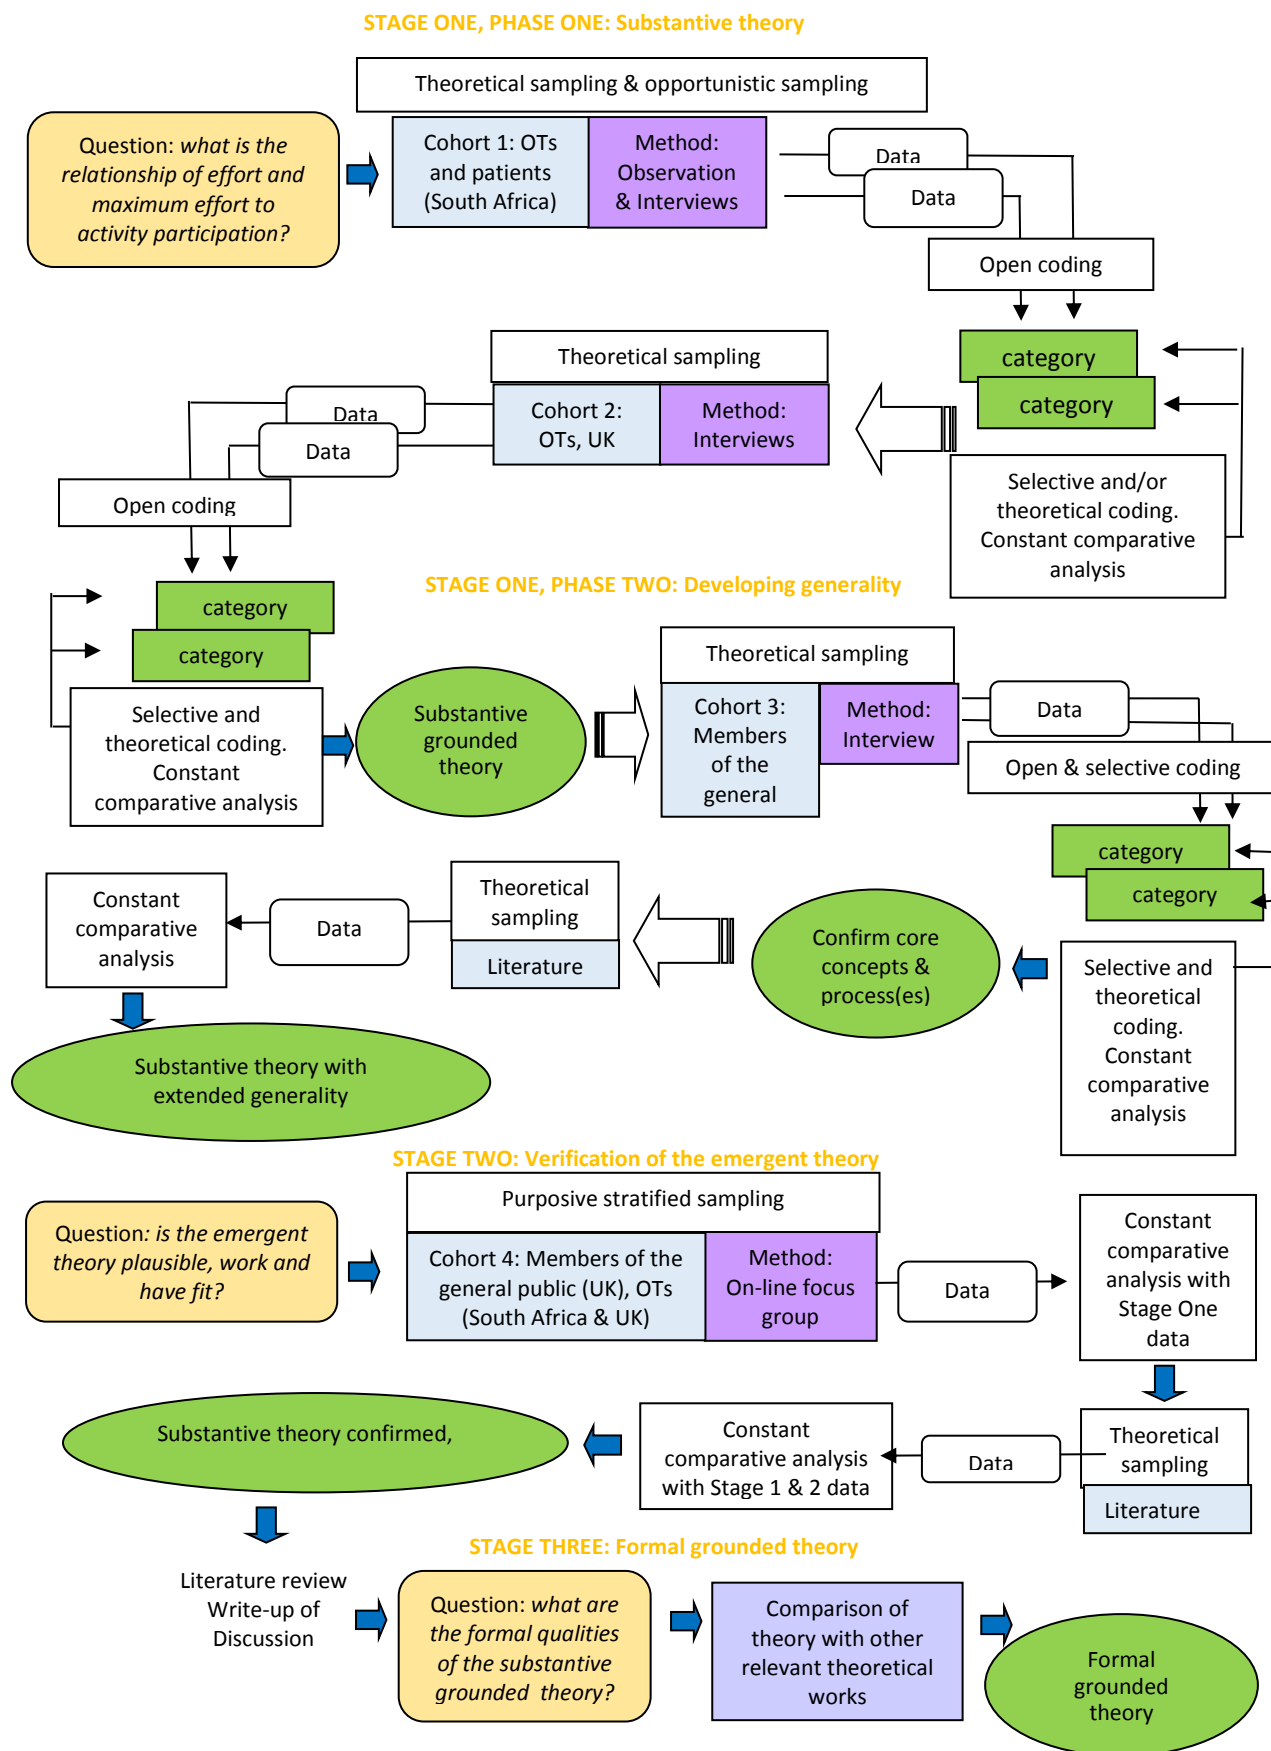 STAGE ONE, PHASE ONE: Substantive theory
Theoretical sampling & opportunistic sampling
Question: what is the
relationship of effort and
maximum effort to
activity participation?
Cohort 1: OTs
and patients
(South Africa)
Method:
Observation
& Interviews
Data
Data
Open coding
category
category
Selective and/or
theoretical coding.
Constant comparative
analysis
Theoretical sampling
Cohort 2:
OTs, UK
Method:
Interviews
Data
Data
Open coding
category
category
Selective and
theoretical coding.
Constant
comparative analysis
STAGE ONE, PHASE TWO: Developing generality
Substantive
grounded
theory
Theoretical sampling
Cohort 3:
Members
of the
general
Method:
Interview
Data
Open & selective coding
category
category
Selective and
theoretical
coding.
Constant
comparative
analysis
Confirm core
concepts &
process(es)
Theoretical
sampling
Literature
Data
Constant
comparative
analysis
Substantive theory with
extended generality
STAGE TWO: Verification of the emergent theory
Purposive stratified sampling
Question: is the emergent
theory plausible, work and
have fit?
Cohort 4: Members of the
general public (UK), OTs
(South Africa & UK)
Method:
On-line focus
group
Data
Constant
comparative
analysis with
Stage One
data
Theoretical
sampling
Literature
Data
Constant
comparative analysis
with Stage 1 & 2 data
Substantive theory confirmed,
STAGE THREE: Formal grounded theory
Literature review
Write-up of
Discussion
Question: what are
the formal qualities
of the substantive
grounded theory?
Comparison of
theory with other
relevant theoretical
works
Formal
grounded
theory